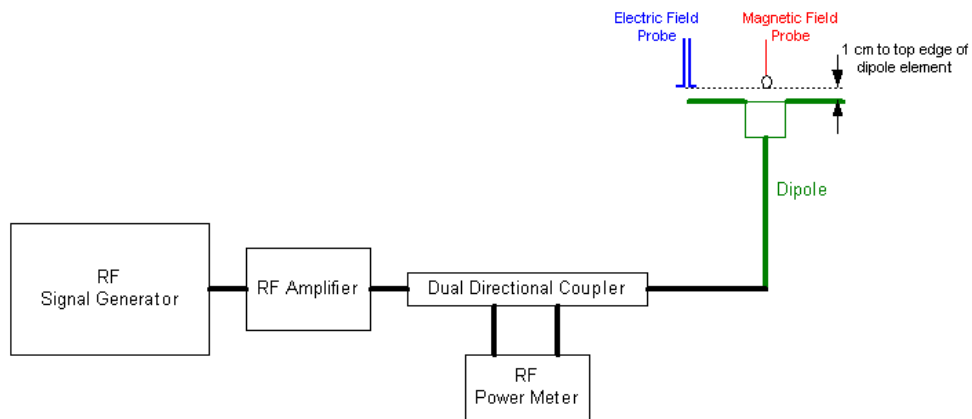 Electric Field
Probe
Magnetic Field
Probe
1 cm to top edge of
dipole element
Dipole
RF
Signal Generator
RF Amplifier
Dual Directional Coupler
RF
Power Meter